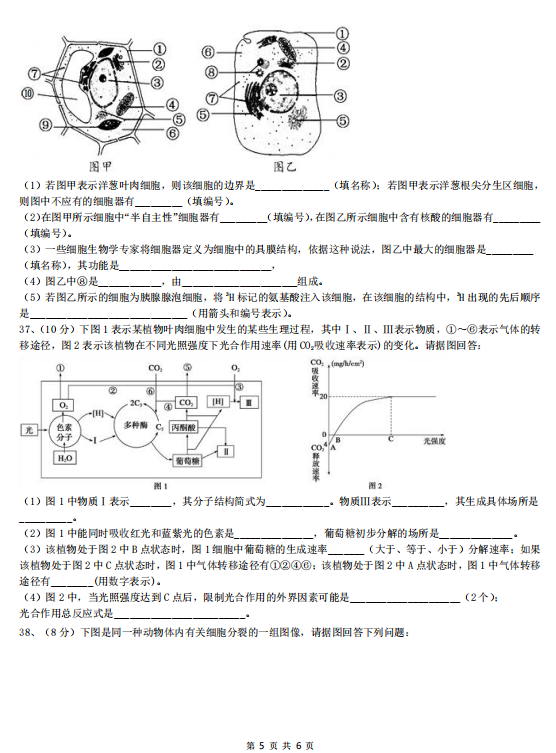 ① ② ③ ④ ⑤ ⑥ ⑦ ⑨ ⑩
图甲
① ② ③ ④ ⑤ ⑥ ⑦ ⑧ ⑤
图乙
（1）若图甲表示洋葱叶肉细胞，则该细胞的边界是______________（填名称）；若图甲表示洋葱根尖分生区细胞，
则图中不应有的细胞器有_________（填编号）。
（2）在图甲所示细胞中“半自主性”细胞器有_________（填编号），在图乙所示细胞中含有核酸的细胞器有_________
（填编号）。
（3）一些细胞生物学专家将细胞器定义为细胞中的具膜结构，依据这种说法，图乙中最大的细胞器是_________
（填名称），其功能是_____________________________，
（4）图乙中⑧是____________，由______________________组成。
（5）若图乙所示的细胞为胰腺腺泡细胞，将³H标记的氨基酸注入该细胞，在该细胞的结构中，³H出现的先后顺序
是______________________________（用箭头和编号表示）。
37、（10分）下图1表示某植物叶肉细胞中发生的某些生理过程，其中Ⅰ、Ⅱ、Ⅲ表示物质，①～⑥表示气体的转
移途径，图2表示该植物在不同光照强度下光合作用速率(用CO₂吸收速率表示)的变化。请据图回答：
① CO₂ ⑤ O₂
② ⑥ ③
O₂ [H] 2C₃ ④ CO₂ [H] Ⅲ
光 色素分子 多种酶 C₅ 丙酮酸
Ⅰ Ⅱ
H₂O 葡萄糖
图1
CO₂吸收速率 (mg/h/cm²)
20
0 B C 光强度
4 A
CO₂释放速率
图2
（1）图1中物质Ⅰ表示_______，其分子结构简式为___________。物质Ⅲ表示__________，其生成具体场所是
__________。
（2）图1中能同时吸收红光和蓝紫光的色素是_______________，葡萄糖初步分解的场所是______________。
（3）该植物处于图2中B点状态时，图1细胞中葡萄糖的生成速率_______（大于、等于、小于）分解速率；如果
该植物处于图2中C点状态时，图1中气体转移途径有①②④⑥；该植物处于图2中A点状态时，图1中气体转移
途径有________(用数字表示)。
（4）图2中，当光照强度达到C点后，限制光合作用的外界因素可能是_____________________（2个）；
光合作用总反应式是_________________________。
38、（8分）下图是同一种动物体内有关细胞分裂的一组图像，请据图回答下列问题：
第 5 页 共 6 页